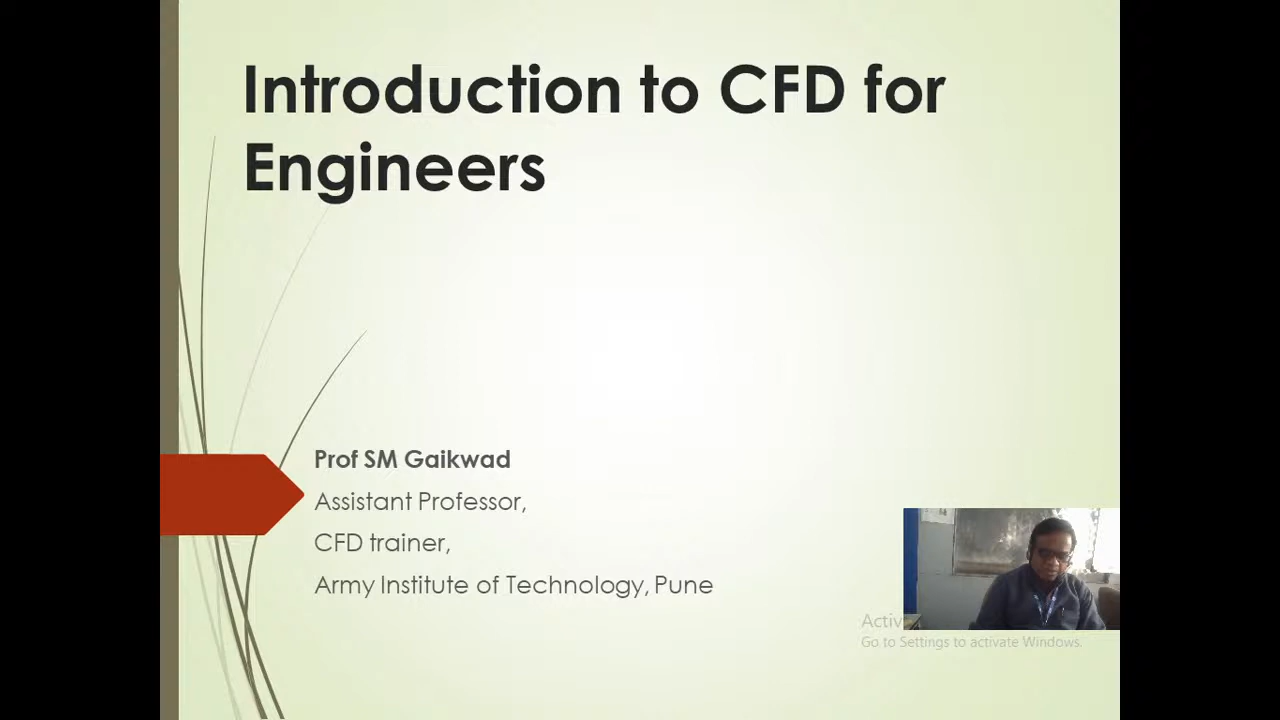 Introduction to CFD for
Engineers
Prof SM Gaikwad
Assistant Professor,
CFD trainer,
Army Institute of Technology, Pune
Go to Settings to activate Windows.